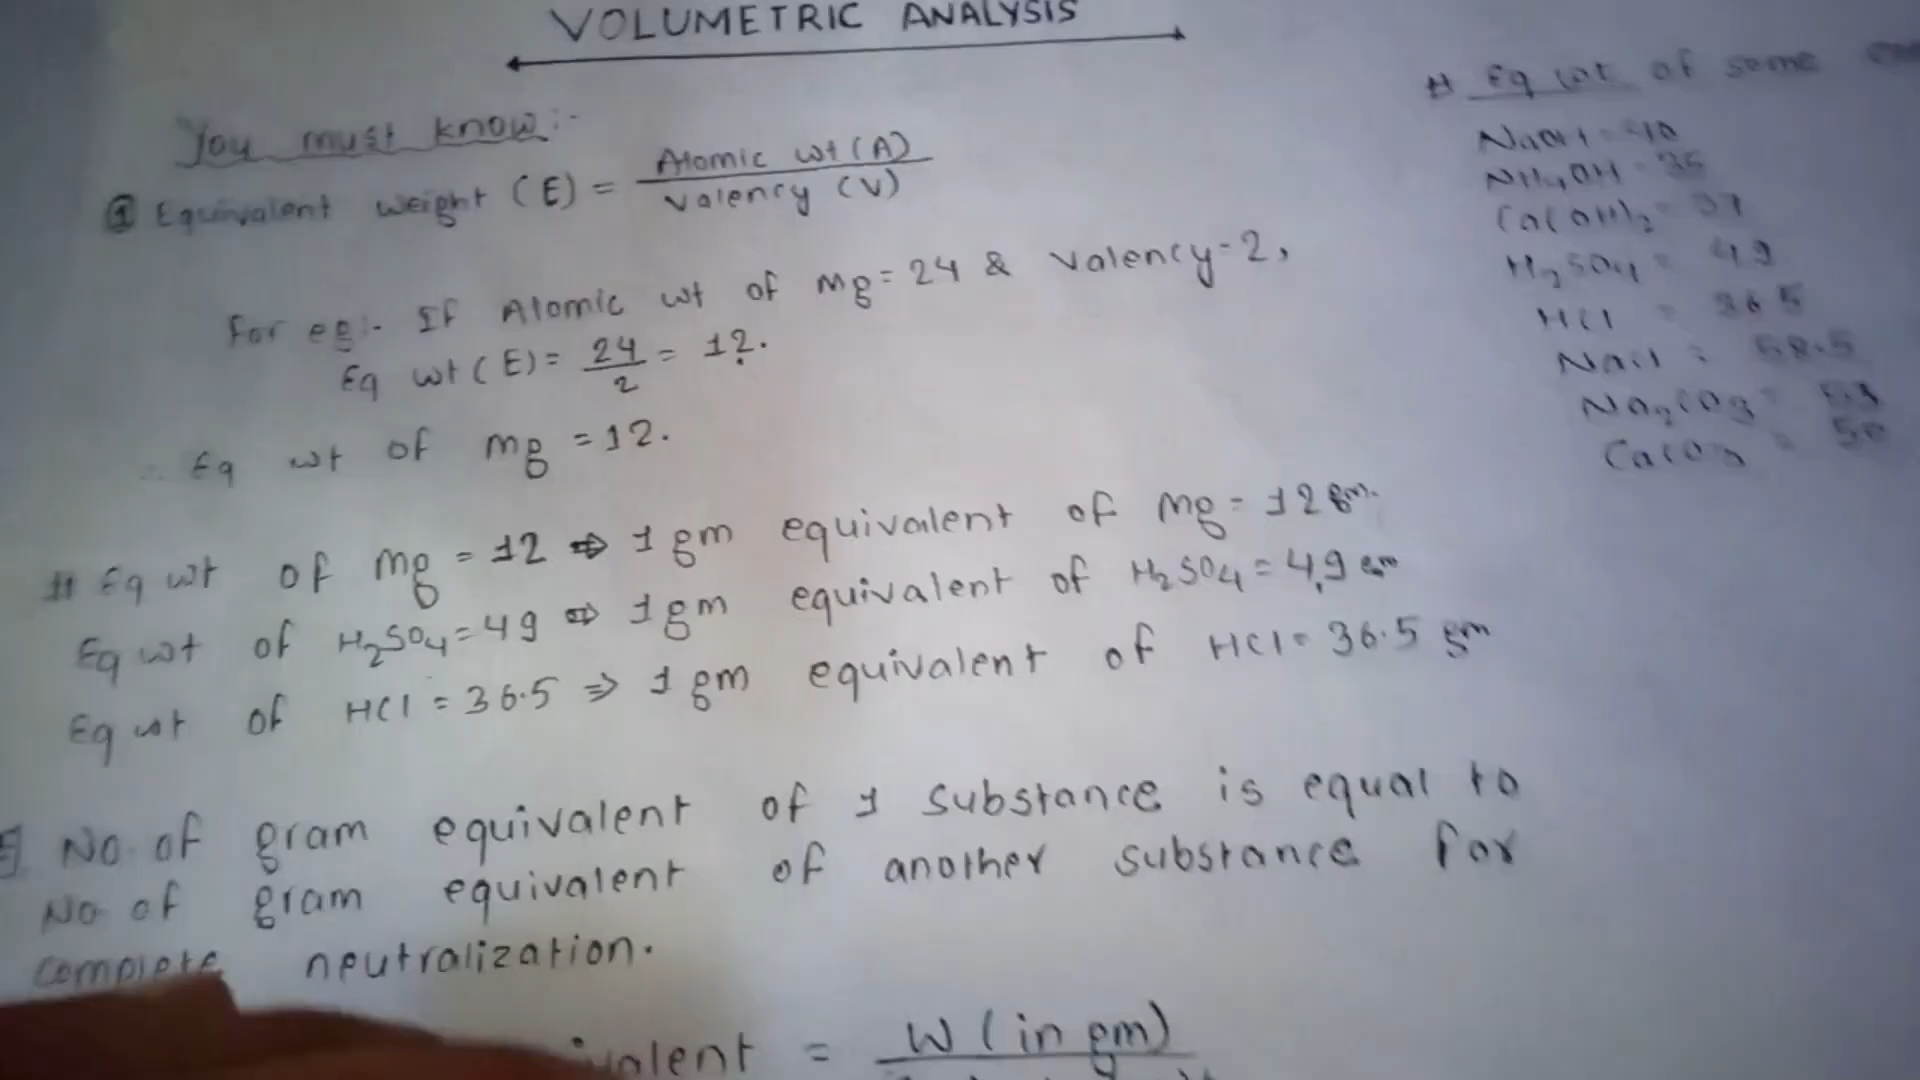 VOLUMETRIC ANALYSIS
You must know:-
① Equivalent weight (E) = Atomic wt (A) / Valency (V)
For eg:- If Atomic wt of Mg = 24 & Valency = 2,
Eq wt (E) = 24/2 = 12.
∴ Eq wt of Mg = 12.
# Eq wt of Mg = 12 ⇒ 1 gm equivalent of Mg = 12 gm.
Eq wt of H₂SO₄ = 49 ⇒ 1 gm equivalent of H₂SO₄ = 49 gm
Eq wt of HCl = 36.5 ⇒ 1 gm equivalent of HCl = 36.5 gm
No. of gram equivalent of 1 substance is equal to
No of gram equivalent of another substance for
complete neutralization.
= W (in gm)
# Eq wt of some
NaOH = 40
NH₄OH = 35
Ca(OH)₂ = 37
H₂SO₄ = 49
HCl = 36.5
NaCl = 58.5
Na₂CO₃ = 53
CaCO₃ = 50